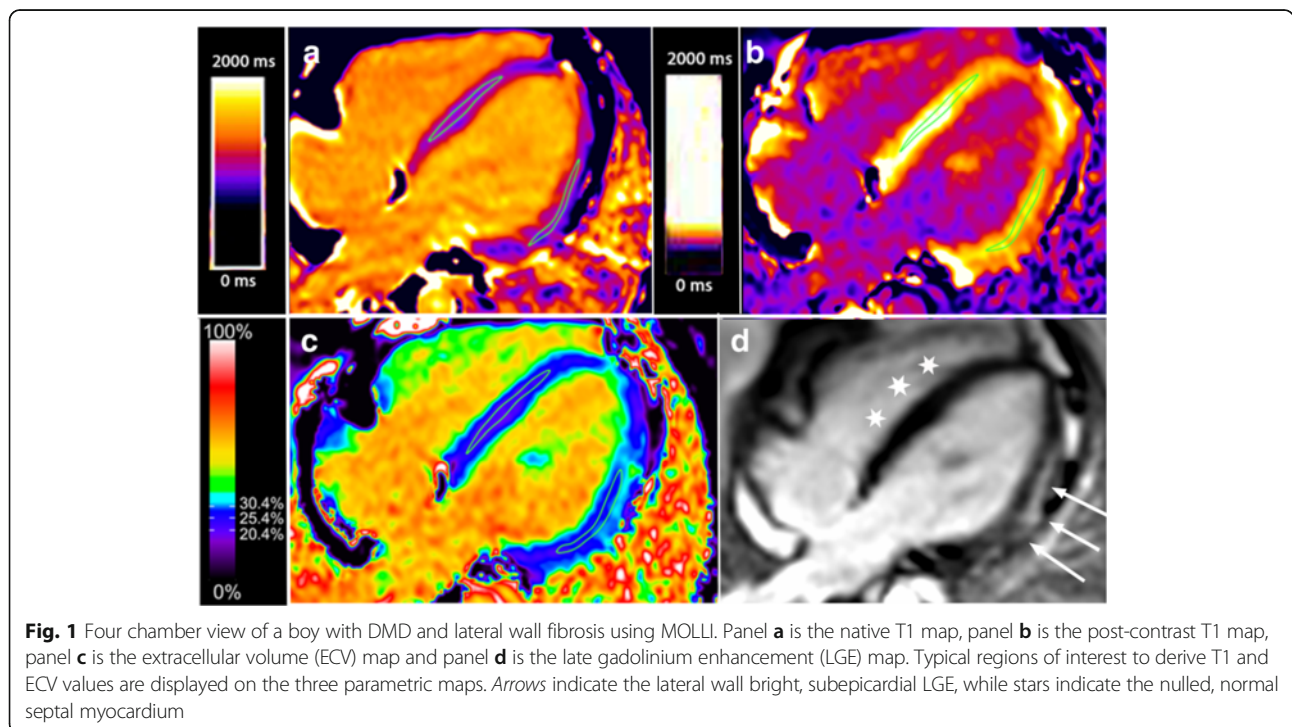 a
2000 ms
0 ms
b
2000 ms
0 ms
c
100%
30.4%
25.4%
20.4%
0%
d
Fig. 1 Four chamber view of a boy with DMD and lateral wall fibrosis using MOLLI. Panel a is the native T1 map, panel b is the post-contrast T1 map,
panel c is the extracellular volume (ECV) map and panel d is the late gadolinium enhancement (LGE) map. Typical regions of interest to derive T1 and
ECV values are displayed on the three parametric maps. Arrows indicate the lateral wall bright, subepicardial LGE, while stars indicate the nulled, normal
septal myocardium